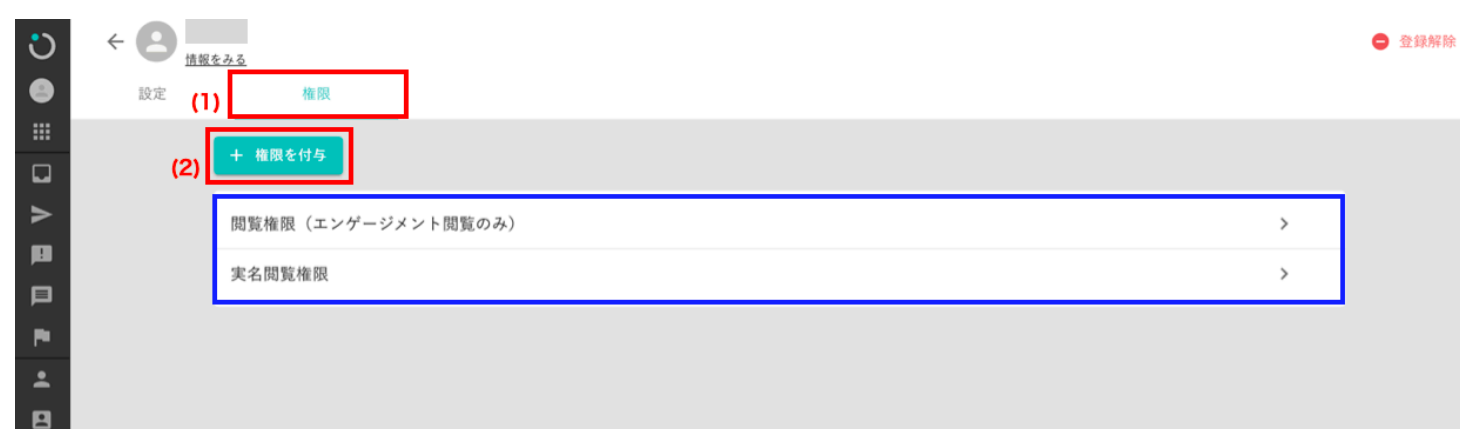 情報をみる
登録解除
設定
(1)
権限
(2)
+ 権限を付与
閲覧権限（エンゲージメント閲覧のみ）
実名閲覧権限